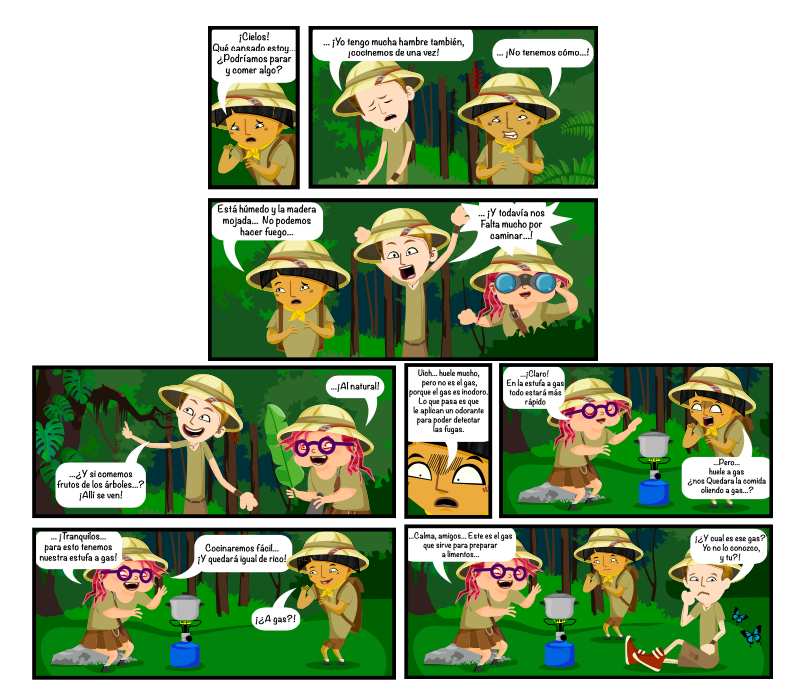 ¡Cielos!
Qué cansado estoy...
¿Podríamos parar
y comer algo?
... ¡Yo tengo mucha hambre también,
¡cocinemos de una vez!
... ¡No tenemos cómo...!
Está húmedo y la madera
mojada... No podemos
hacer fuego...
... ¡Y todavía nos
Falta mucho por
caminar...!
...¿Y si comemos
frutos de los árboles...?
¡Allí se ven!
...¡Al natural!
Uich... huele mucho,
pero no es el gas,
porque el gas es inodoro.
Lo que pasa es que
le aplican un odorante
para poder detectar
las fugas.
...¡Claro!
En la estufa a gas
todo estará más
rápido
...Pero...
huele a gas
¿nos Quedara la comida
oliendo a gas...?
... ¡Tranquilos...
para esto tenemos
nuestra estufa a gas!
Cocinaremos fácil...
¡Y quedará igual de rico!
¡¿A gas?!
...Calma, amigos... Este es el gas
que sirve para preparar
a limentos...
¡¿Y cual es ese gas?
Yo no lo conozco,
y tu?!